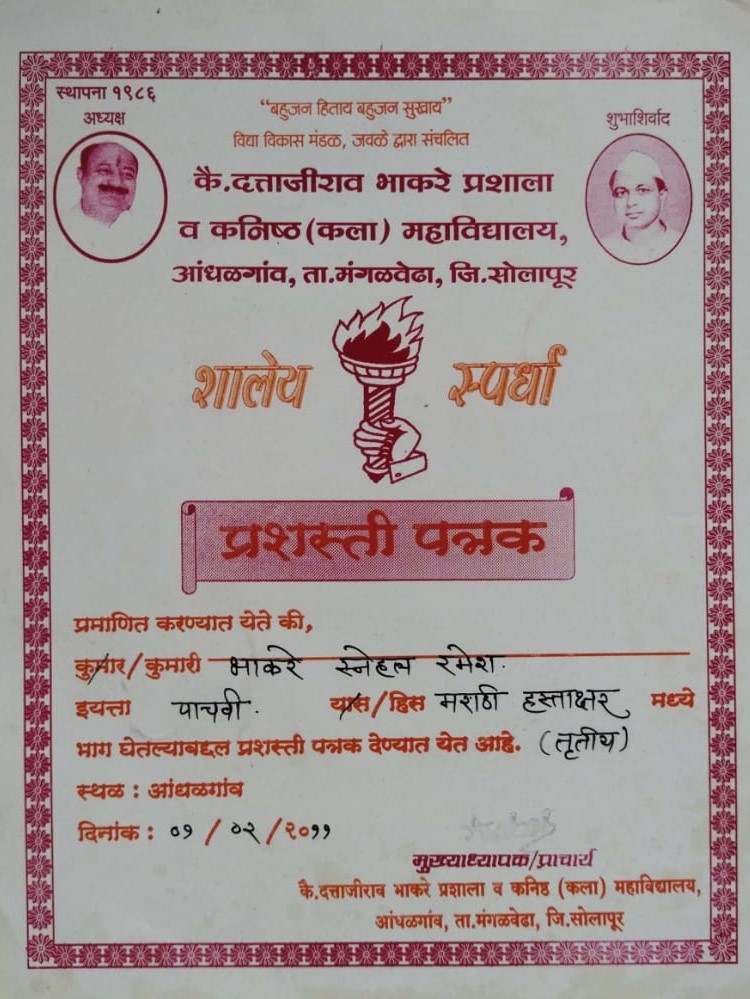 स्थापना १९८६
अध्यक्ष
"बहुजन हिताय बहुजन सुखाय"
शुभाशिर्वाद
विद्या विकास मंडळ, जवळे द्वारा संचलित
कै.दत्ताजीराव भाकरे प्रशाला
व कनिष्ठ(कला) महाविद्यालय,
आंधळगांव, ता.मंगळवेढा, जि.सोलापूर
शालेय स्पर्धा
प्रशस्ती पत्रक
प्रमाणित करण्यात येते की,
कुमार/कुमारी भाकरे स्नेहल रमेश.
इयत्ता पाचवी. यास/हिस मराठी हस्ताक्षर मध्ये
भाग घेतल्याबद्दल प्रशस्ती पत्रक देण्यात येत आहे. (तृतीय)
स्थळ : आंधळगांव
दिनांक : ०१ / ०२ /२०११
मुख्याध्यापक/प्राचार्य
कै.दत्ताजीराव भाकरे प्रशाला व कनिष्ठ (कला) महाविद्यालय,
आंधळगांव, ता.मंगळवेढा, जि.सोलापूर